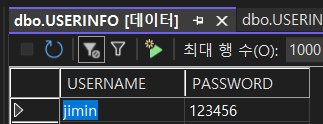 dbo.USERINFO [데이터] dbo.USERIN
최대 행 수(O): 1000
USERNAME PASSWORD
jimin 123456